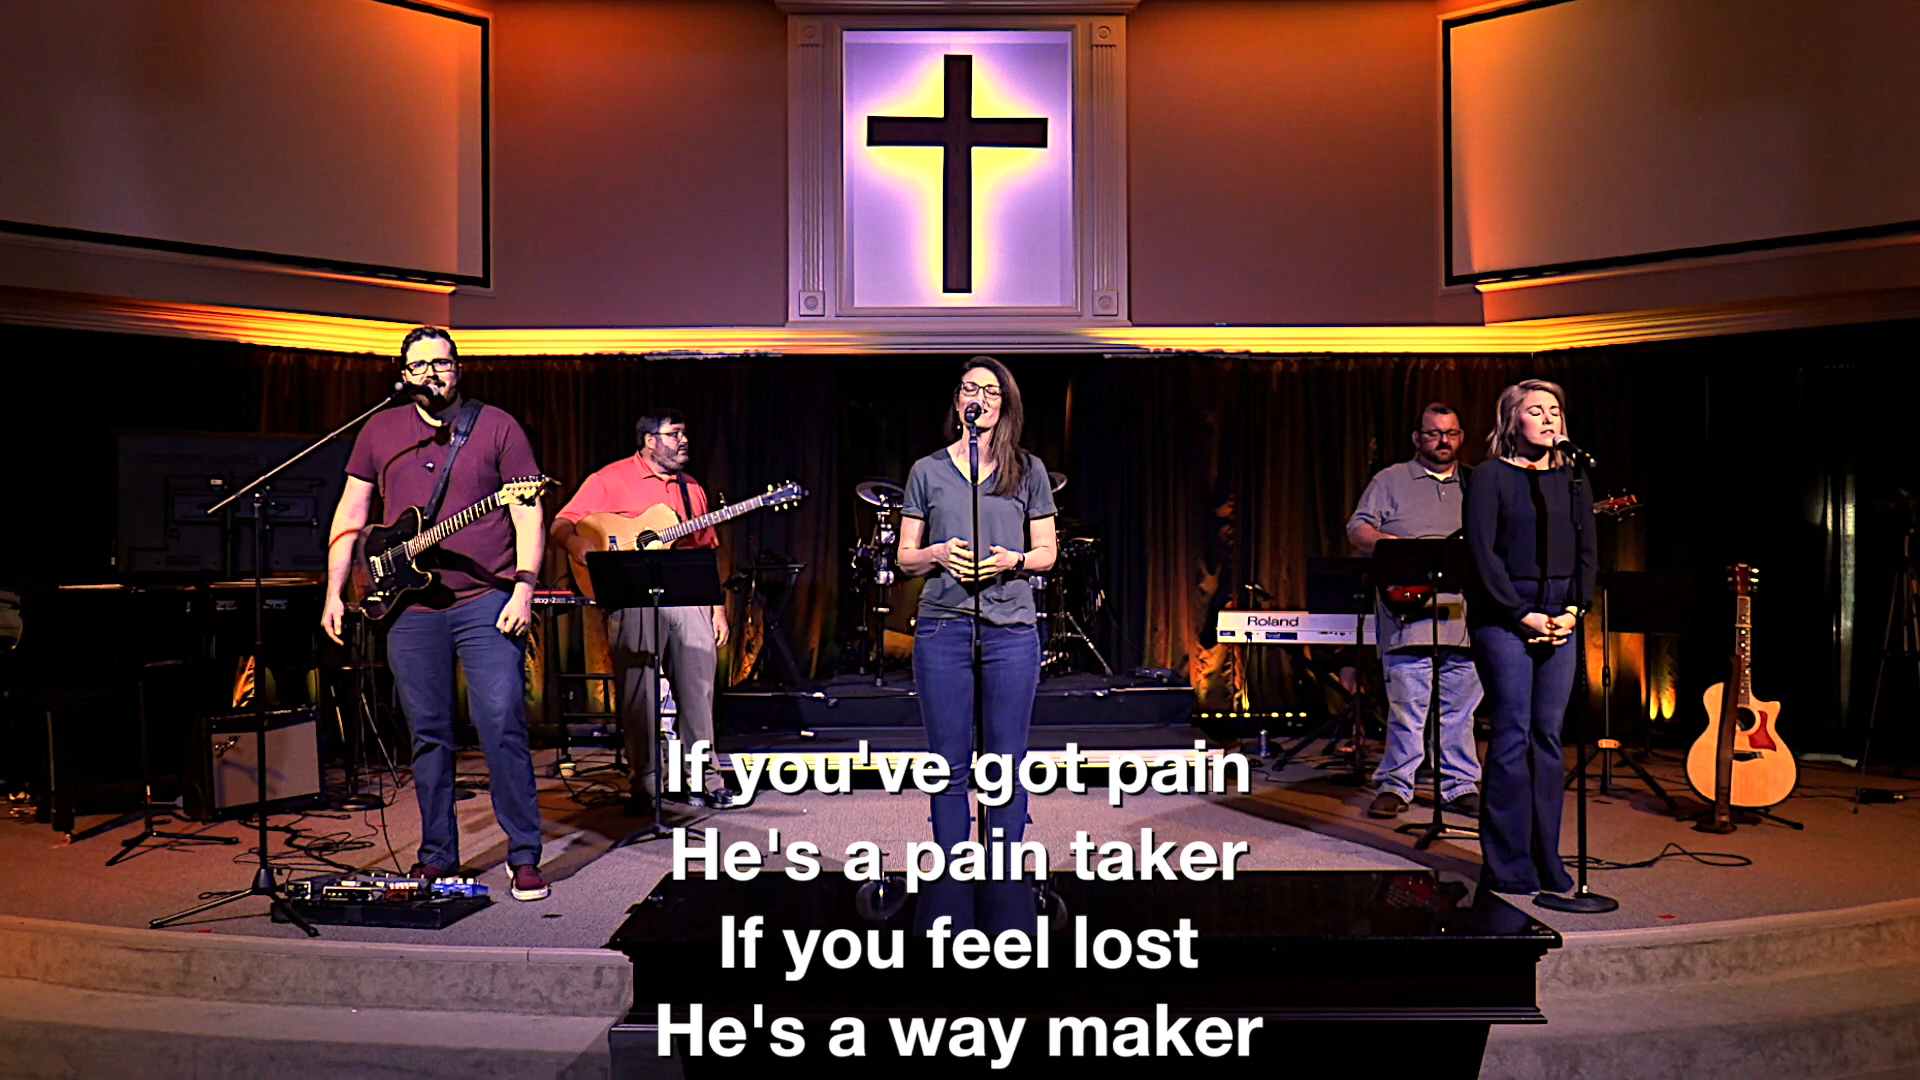 Roland
If you've got pain
He's a pain taker
If you feel lost
He's a way maker